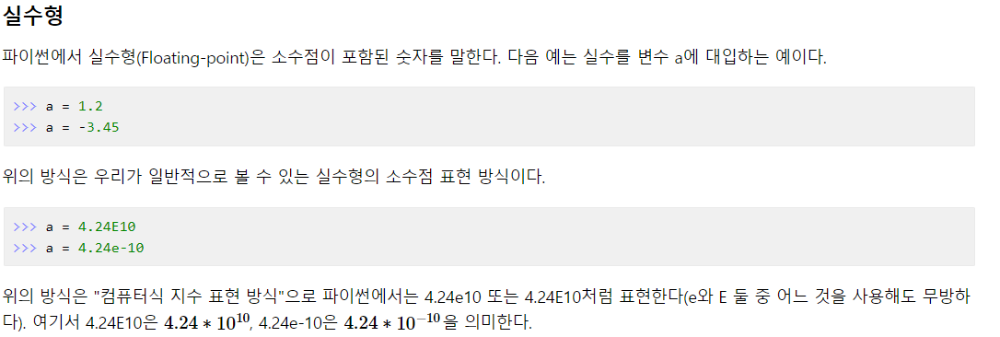 실수형
파이썬에서 실수형(Floating-point)은 소수점이 포함된 숫자를 말한다. 다음 예는 실수를 변수 a에 대입하는 예이다.
>>> a = 1.2
>>> a = -3.45
위의 방식은 우리가 일반적으로 볼 수 있는 실수형의 소수점 표현 방식이다.
>>> a = 4.24E10
>>> a = 4.24e-10
위의 방식은 "컴퓨터식 지수 표현 방식"으로 파이썬에서는 4.24e10 또는 4.24E10처럼 표현한다(e와 E 둘 중 어느 것을 사용해도 무방하
다). 여기서 4.24E10은 4.24 ∗ 10¹⁰, 4.24e-10은 4.24 ∗ 10⁻¹⁰을 의미한다.